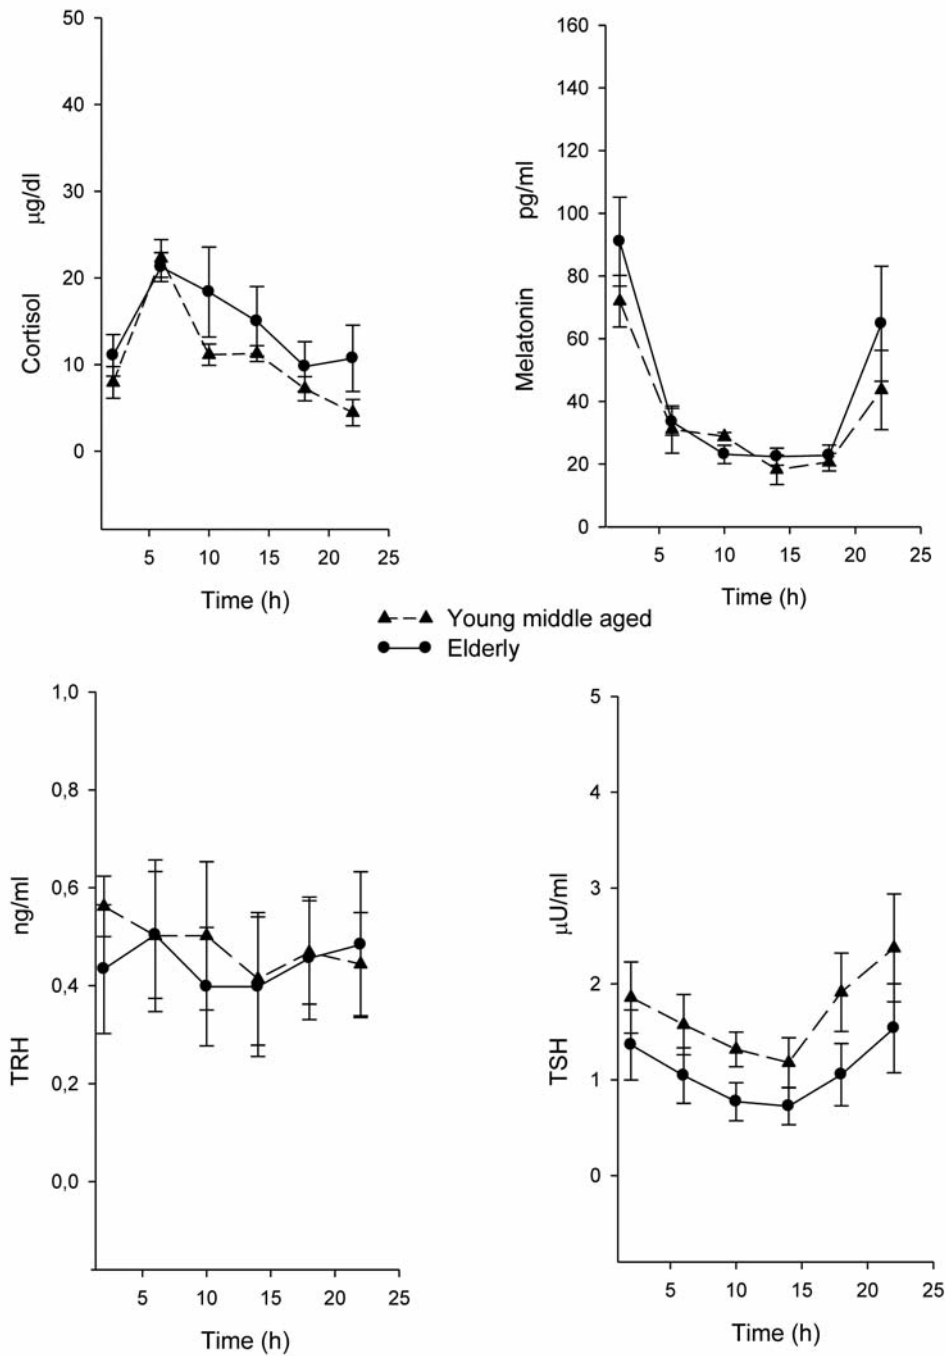 50
40
30
20
10
0
Cortisol μg/dl
5 10 15 20 25
Time (h)
160
140
120
100
80
60
40
20
0
Melatonin pg/ml
5 10 15 20 25
Time (h)
Young middle aged
Elderly
1,0
0,8
0,6
0,4
0,2
0,0
TRH ng/ml
5 10 15 20 25
Time (h)
5
4
3
2
1
0
TSH μU/ml
5 10 15 20 25
Time (h)